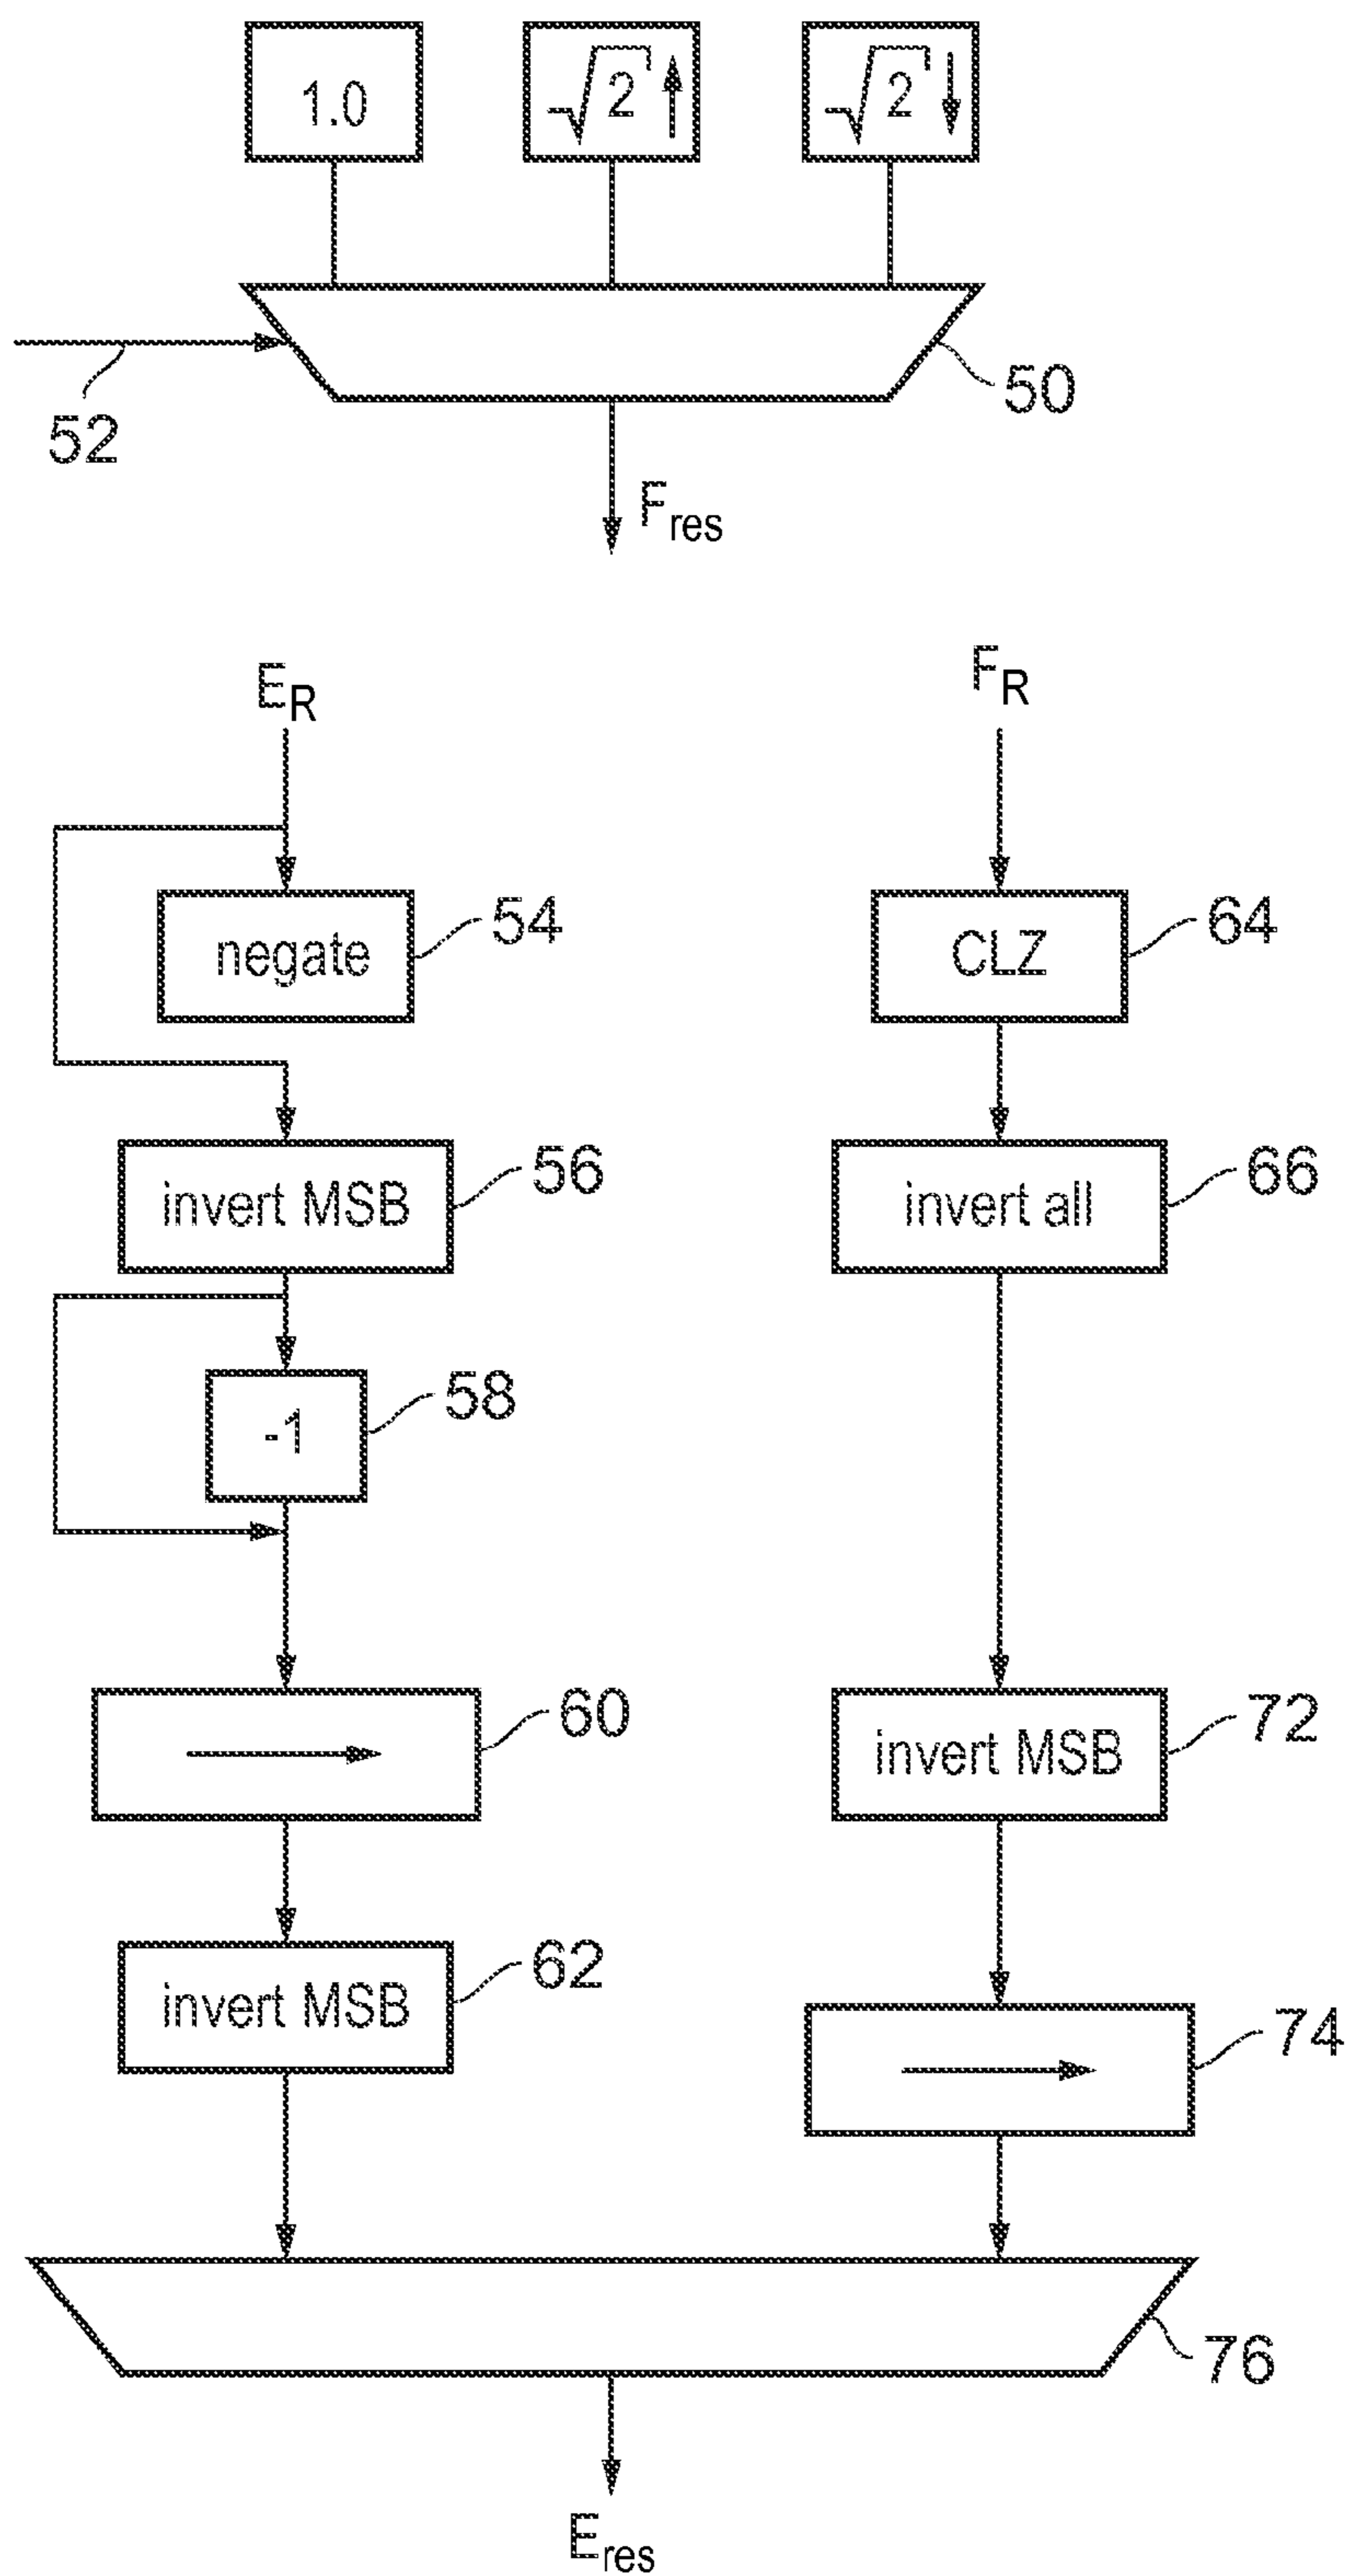 1.0 √2 ↑ √2 ↓
50
52
F_res
E_R F_R
negate 54 CLZ 64
invert MSB 56 invert all 66
-1 58
→ 60 invert MSB 72
invert MSB 62 → 74
76
E_res